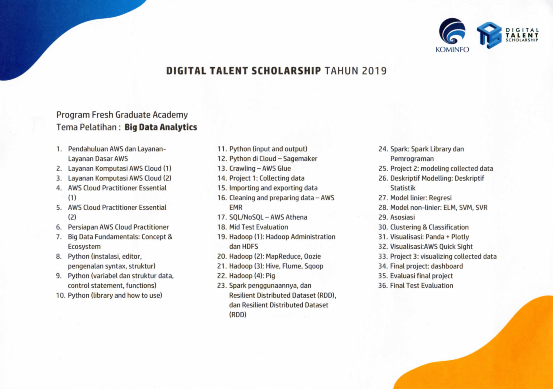 KOMINFO
DIGITAL
TALENT
SCHOLARSHIP
DIGITAL TALENT SCHOLARSHIP TAHUN 2019
Program Fresh Graduate Academy
Tema Pelatihan : Big Data Analytics
1. Pendahuluan AWS dan Layanan-
Layanan Dasar AWS
2. Layanan Komputasi AWS Cloud (1)
3. Layanan Komputasi AWS Cloud (2)
4. AWS Cloud Practitioner Essential
(1)
5. AWS Cloud Practitioner Essential
(2)
6. Persiapan AWS Cloud Practitioner
7. Big Data Fundamentals: Concept &
Ecosystem
8. Python (instalasi, editor,
pengenalan syntax, struktur)
9. Python (variabel dan struktur data,
control statement, functions)
10. Python (library and how to use)
11. Python (input and output)
12. Python di Cloud – Sagemaker
13. Crawling – AWS Glue
14. Project 1: Collecting data
15. Importing and exporting data
16. Cleaning and preparing data – AWS
EMR
17. SQL/NoSQL – AWS Athena
18. Mid Test Evaluation
19. Hadoop (1): Hadoop Administration
dan HDFS
20. Hadoop (2): MapReduce, Oozie
21. Hadoop (3): Hive, Flume, Sqoop
22. Hadoop (4): Pig
23. Spark penggunaannya, dan
Resilient Distributed Dataset (RDD),
dan Resilient Distributed Dataset
(RDD)
24. Spark: Spark Library dan
Pemrograman
25. Project 2: modeling collected data
26. Deskriptif Modelling: Deskriptif
Statistik
27. Model linier: Regresi
28. Model non-linier: ELM, SVM, SVR
29. Asosiasi
30. Clustering & Classification
31. Visualisasi: Panda + Plotly
32. Visualisasi:AWS Quick Sight
33. Project 3: visualizing collected data
34. Final project: dashboard
35. Evaluasi final project
36. Final Test Evaluation